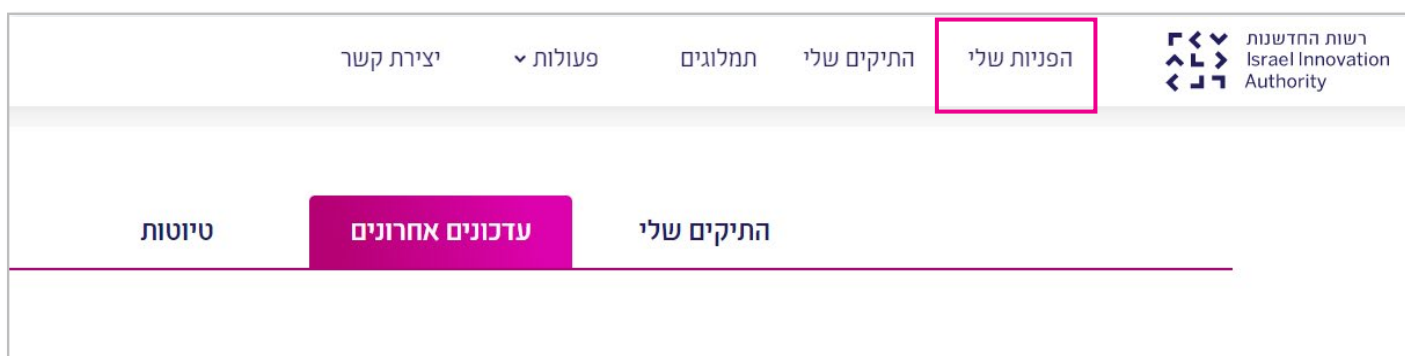 רשות החדשנות
Israel Innovation
Authority
הפניות שלי
התיקים שלי
תמלוגים
פעולות
יצירת קשר
התיקים שלי
עדכונים אחרונים
טיוטות